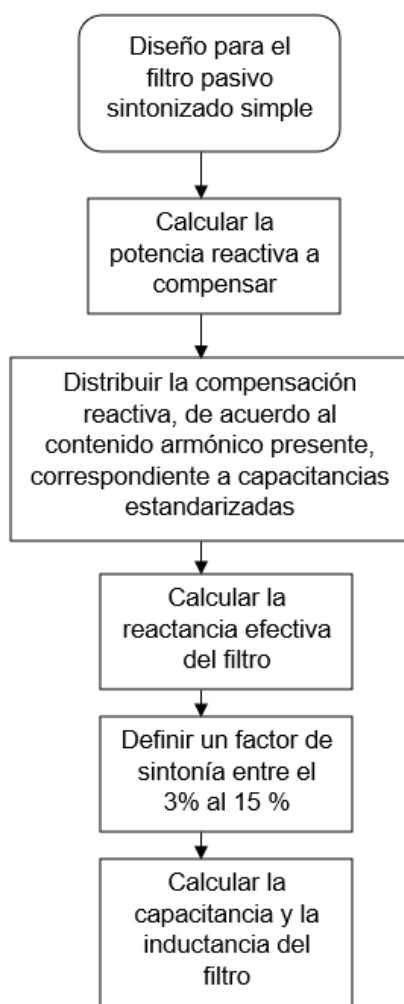 Diseño para el
filtro pasivo
sintonizado simple
Calcular la
potencia reactiva a
compensar
Distribuir la compensación
reactiva, de acuerdo al
contenido armónico presente,
correspondiente a capacitancias
estandarizadas
Calcular la
reactancia efectiva
del filtro
Definir un factor de
sintonía entre el
3% al 15 %
Calcular la
capacitancia y la
inductancia del
filtro